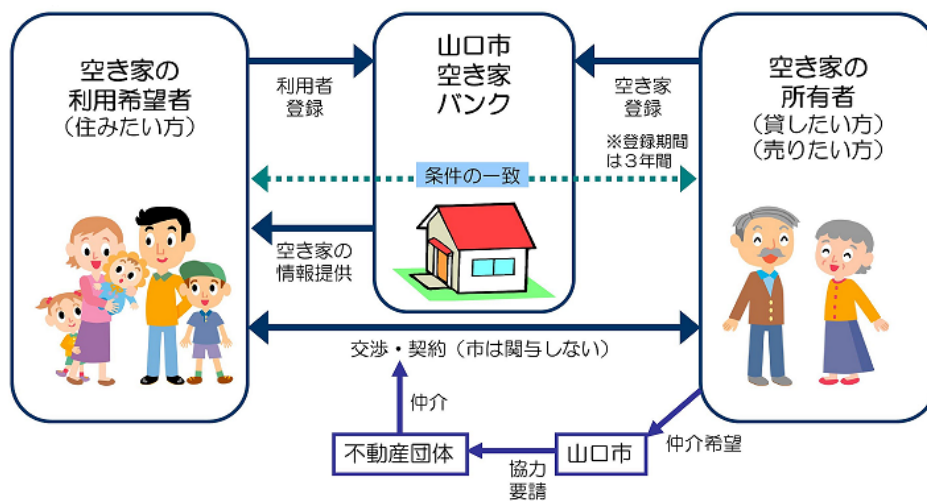 空き家の
利用希望者
（住みたい方）
利用者
登録
山口市
空き家
バンク
空き家
登録
※登録期間
は３年間
空き家の
所有者
（貸したい方）
（売りたい方）
条件の一致
空き家の
情報提供
交渉・契約（市は関与しない）
仲介
不動産団体
協力
要請
山口市
仲介希望